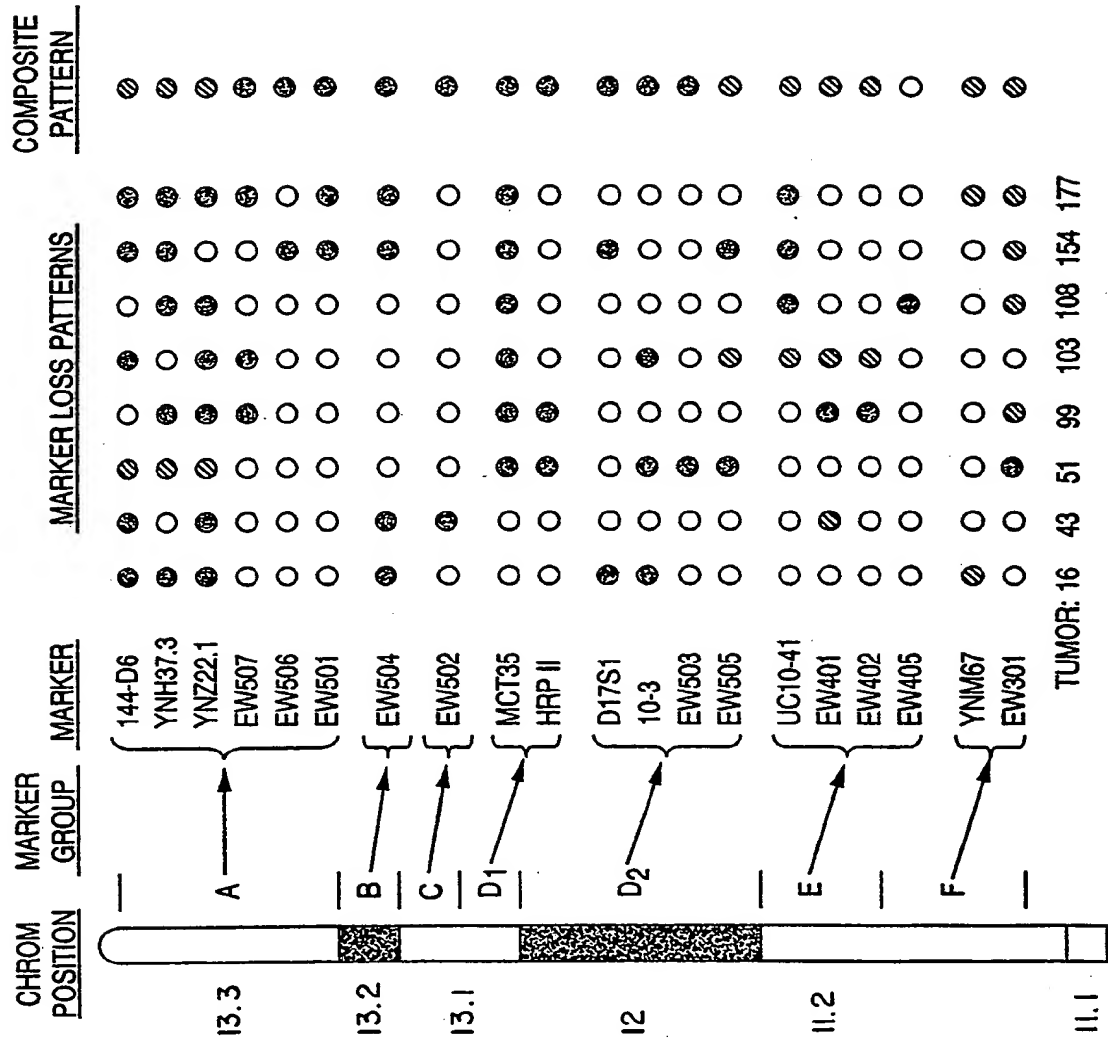 CHROM POSITION
MARKER GROUP
MARKER
MARKER LOSS PATTERNS
COMPOSITE PATTERN
13.3
A
144-D6
YNH37.3
YNZ22.1
EW507
EW506
EW501
13.2
B
EW504
13.1
C
EW502
D1
MCT35
HRP II
12
D2
D17S1
10-3
EW503
EW505
11.2
E
UC10-41
EW401
EW402
EW405
F
YNM67
EW301
11.1
TUMOR: 16 43 51 99 103 108 154 177